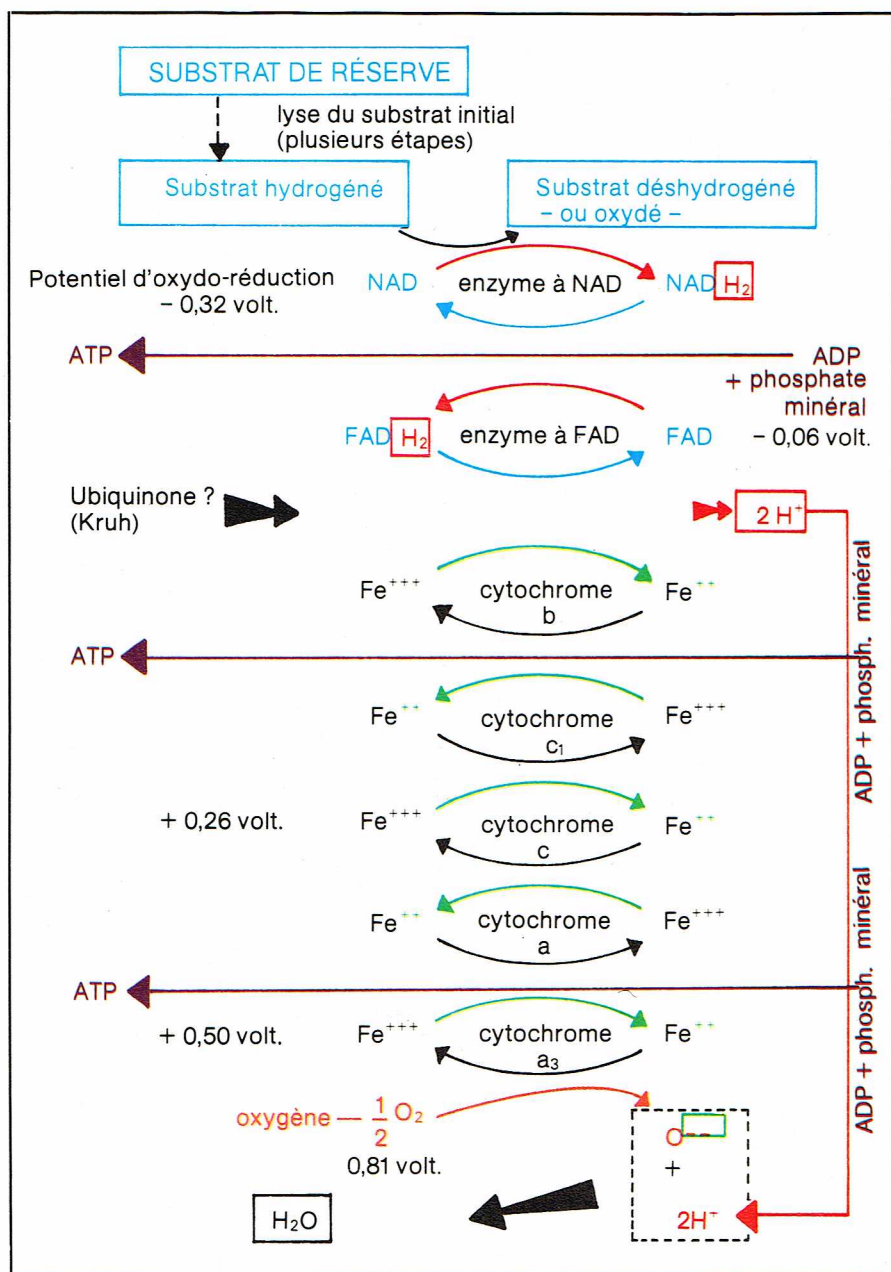 SUBSTRAT DE RÉSERVE
lyse du substrat initial
(plusieurs étapes)
Substrat hydrogéné
Substrat déshydrogéné
– ou oxydé –
Potentiel d'oxydo-réduction
– 0,32 volt.
NAD
enzyme à NAD
NAD H₂
ATP
ADP
+ phosphate
minéral
– 0,06 volt.
FAD H₂
enzyme à FAD
FAD
Ubiquinone ?
(Kruh)
2 H⁺
Fe⁺⁺⁺
cytochrome
b
Fe⁺⁺
ATP
ADP + phosph. minéral
Fe⁺⁺
cytochrome
c₁
Fe⁺⁺⁺
+ 0,26 volt.
Fe⁺⁺⁺
cytochrome
c
Fe⁺⁺
Fe⁺⁺
cytochrome
a
Fe⁺⁺⁺
ATP
ADP + phosph. minéral
+ 0,50 volt.
Fe⁺⁺⁺
cytochrome
a₃
Fe⁺⁺
oxygène — 1/2 O₂
0,81 volt.
O⁻⁻
+
2H⁺
H₂O